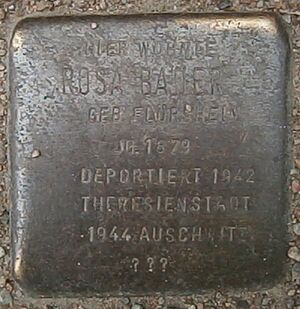 HIER WOHNTE
ROSA BAUER
GEB. FLÖRSHEIM
JG. 1879
DEPORTIERT 1942
THERESIENSTADT
1944 AUSCHWITZ
???